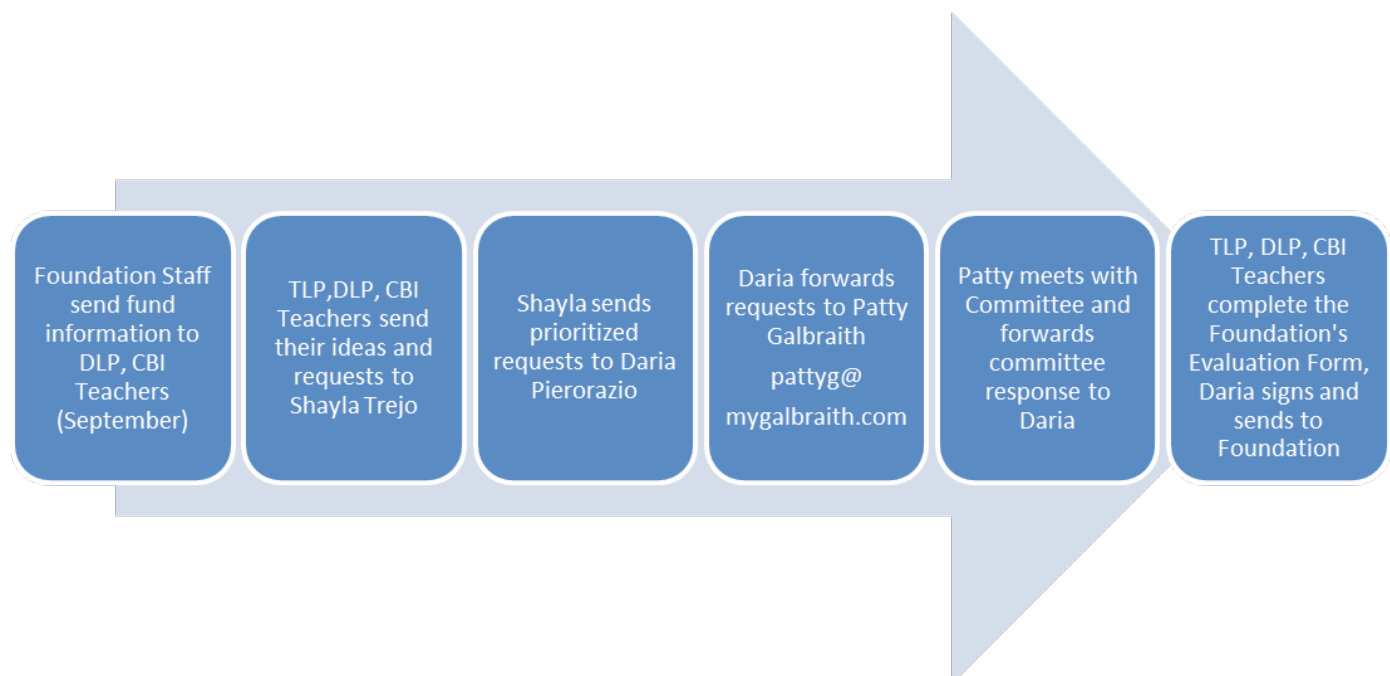 Foundation Staff
send fund
information to
DLP, CBI
Teachers
(September)
TLP,DLP, CBI
Teachers send
their ideas and
requests to
Shayla Trejo
Shayla sends
prioritized
requests to Daria
Pierorazio
Daria forwards
requests to Patty
Galbraith
pattyg@
mygalbraith.com
Patty meets with
Committee and
forwards
committee
response to
Daria
TLP, DLP, CBI
Teachers
complete the
Foundation's
Evaluation Form,
Daria signs and
sends to
Foundation